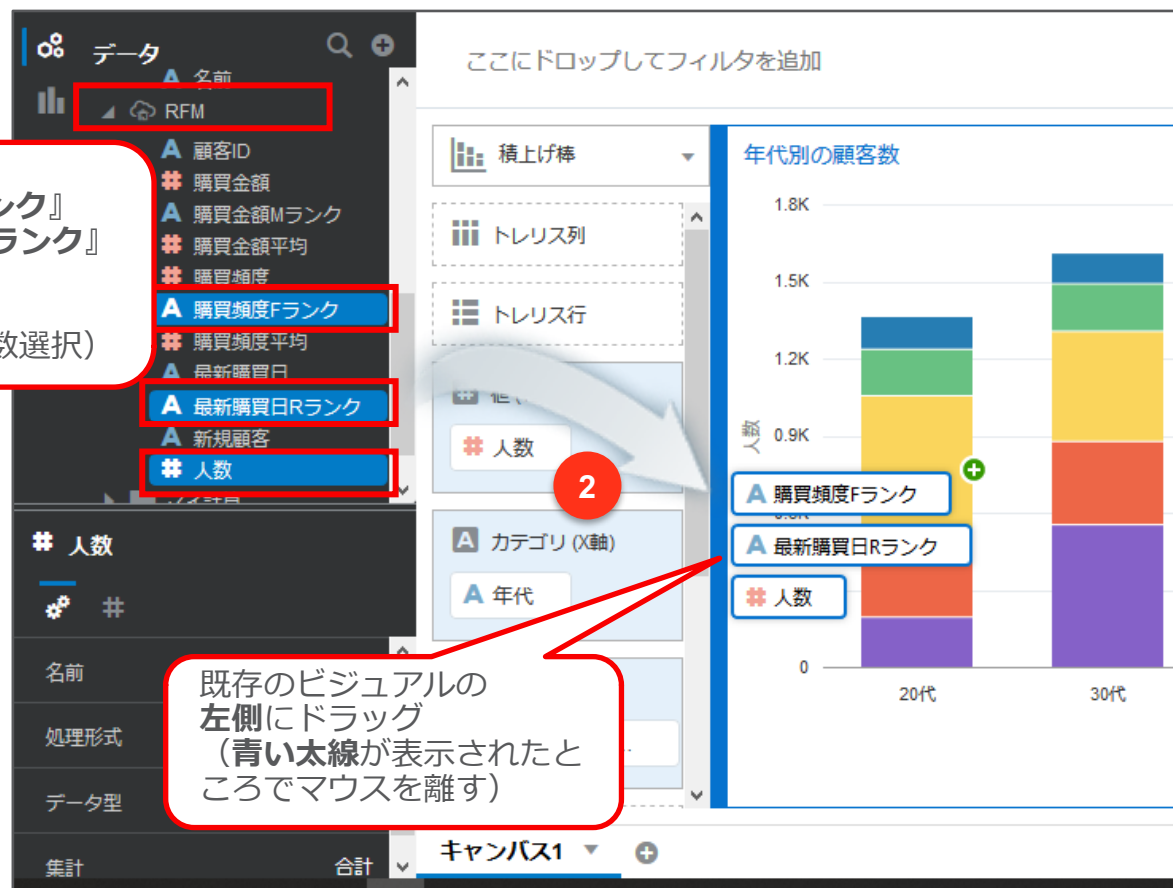 データ
名前
RFM
顧客ID
購買金額
購買金額Mランク
購買金額平均
購買頻度
購買頻度Fランク
購買頻度平均
最新購買日
最新購買日Rランク
新規顧客
人数
ンク』
ランク』
数選択）
# 人数
#
名前
処理形式
データ型
集計
合計
ここにドロップしてフィルタを追加
積上げ棒
トレリス列
トレリス行
値 (
# 人数
2
A カテゴリ (X軸)
A 年代
キャンバス1
年代別の顧客数
1.8K
1.5K
1.2K
0.9K
0
人数
20代
30代
A 購買頻度Fランク
A 最新購買日Rランク
# 人数
既存のビジュアルの
左側にドラッグ
（青い太線が表示されたと
ころでマウスを離す）